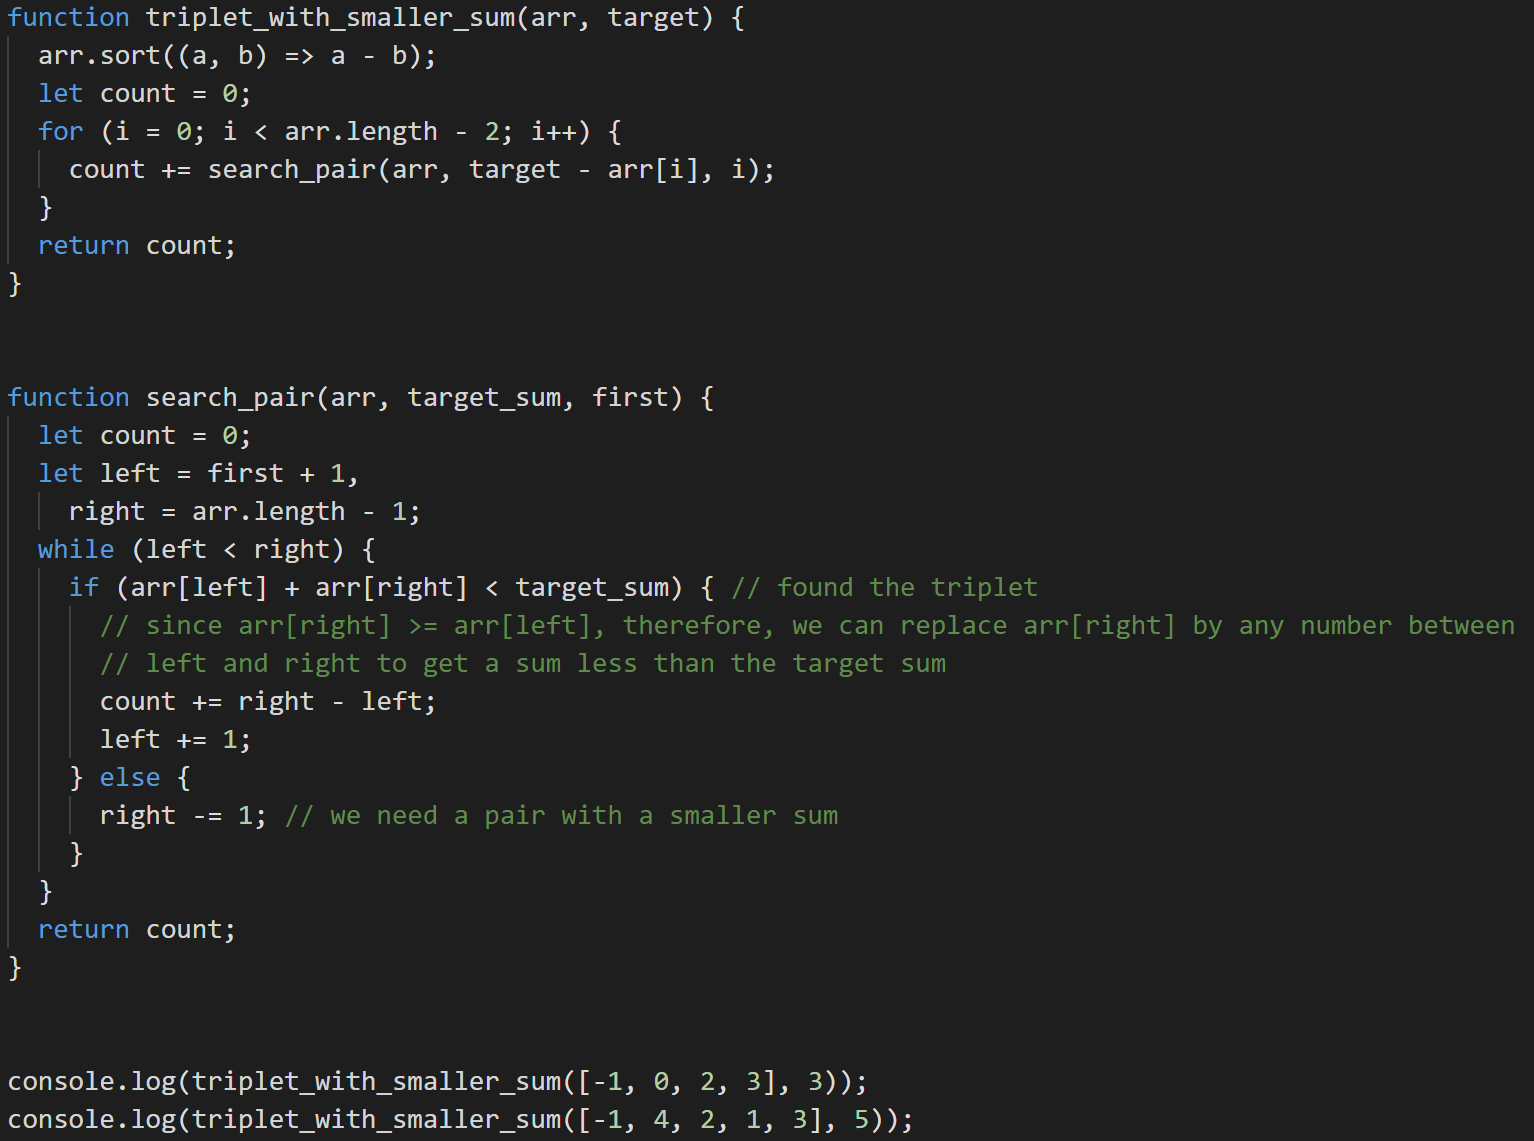 function triplet_with_smaller_sum(arr, target) {
  arr.sort((a, b) => a - b);
  let count = 0;
  for (i = 0; i < arr.length - 2; i++) {
    count += search_pair(arr, target - arr[i], i);
  }
  return count;
}
function search_pair(arr, target_sum, first) {
  let count = 0;
  let left = first + 1,
    right = arr.length - 1;
  while (left < right) {
    if (arr[left] + arr[right] < target_sum) { // found the triplet
      // since arr[right] >= arr[left], therefore, we can replace arr[right] by any number between
      // left and right to get a sum less than the target sum
      count += right - left;
      left += 1;
    } else {
      right -= 1; // we need a pair with a smaller sum
    }
  }
  return count;
}
console.log(triplet_with_smaller_sum([-1, 0, 2, 3], 3));
console.log(triplet_with_smaller_sum([-1, 4, 2, 1, 3], 5));